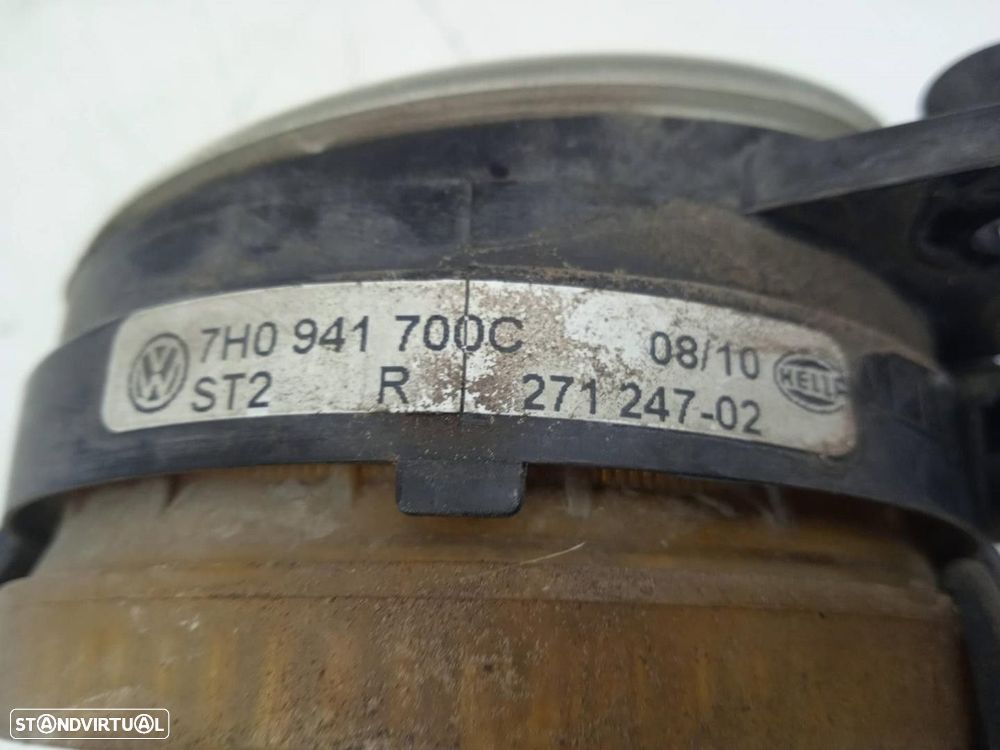 7H0 941 700C 08/10 HELLA
ST2 R 271 247-02
STANDVIRTUAL